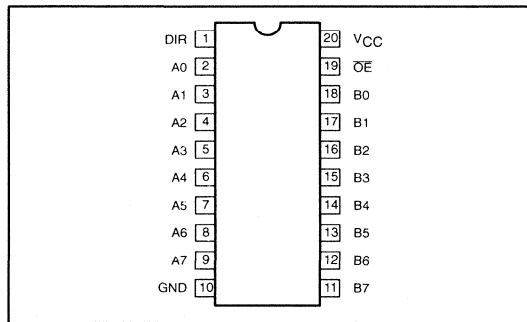 DIR 1 20 VCC
A0 2 19 OE
A1 3 18 B0
A2 4 17 B1
A3 5 16 B2
A4 6 15 B3
A5 7 14 B4
A6 8 13 B5
A7 9 12 B6
GND 10 11 B7